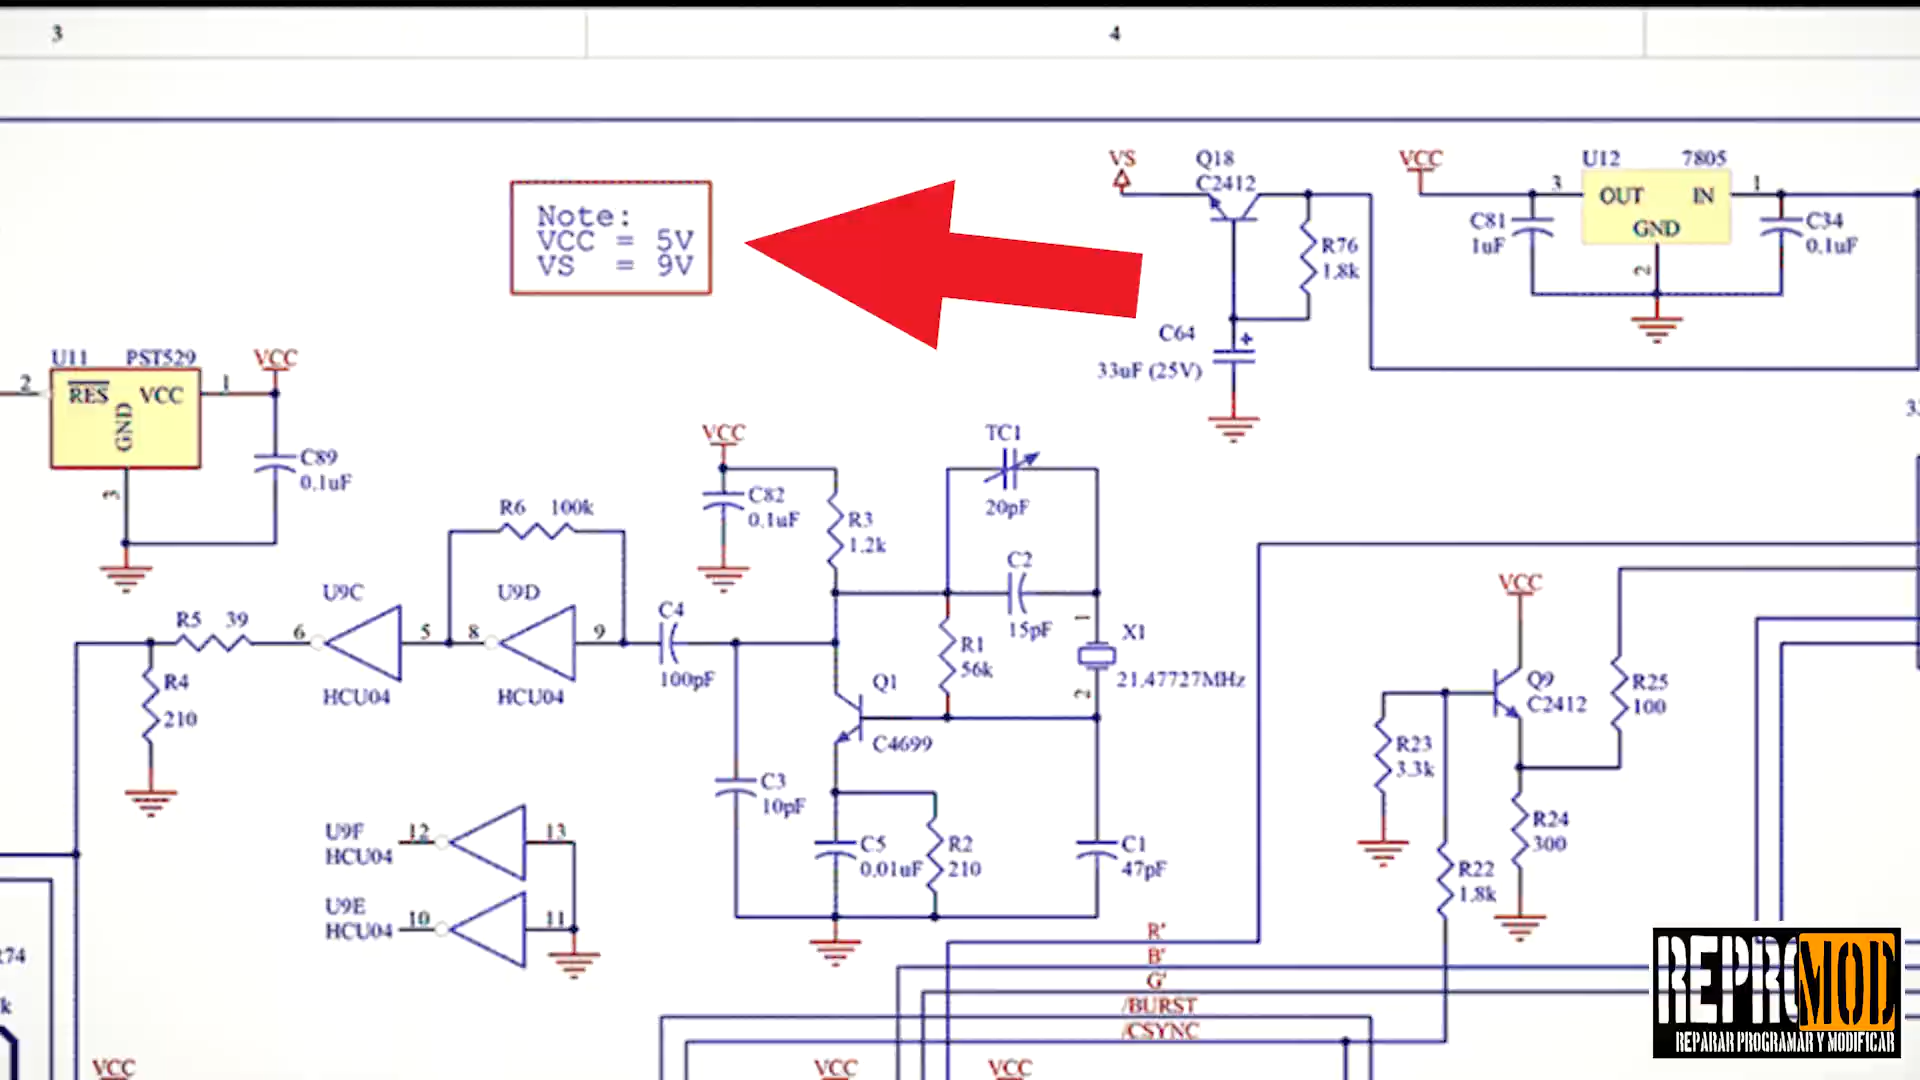 3
4
Note:
VCC = 5V
VS = 9V
VS
Q18
C2412
R76
1.8k
C64
+
33uF (25V)
VCC
U12
7805
3
OUT
IN
1
GND
2
C81
1uF
C34
0.1uF
U11
PST529
VCC
2
RES
VCC
1
GND
3
C89
0.1uF
VCC
C82
0.1uF
R3
1.2k
TC1
20pF
C2
15pF
R1
56k
1
X1
21.47727MHz
2
R6
100k
U9C
U9D
R5
39
6
5
8
9
C4
100pF
HCU04
HCU04
R4
210
Q1
C4699
C3
10pF
C5
0.01uF
R2
210
C1
47pF
U9F
HCU04
12
13
U9E
HCU04
10
11
VCC
Q9
C2412
R25
100
R23
3.3k
R24
300
R22
1.8k
R'
B'
G'
/BURST
/CSYNC
VCC
VCC
VCC
REPROMOD
REPARAR PROGRAMAR Y MODIFICAR